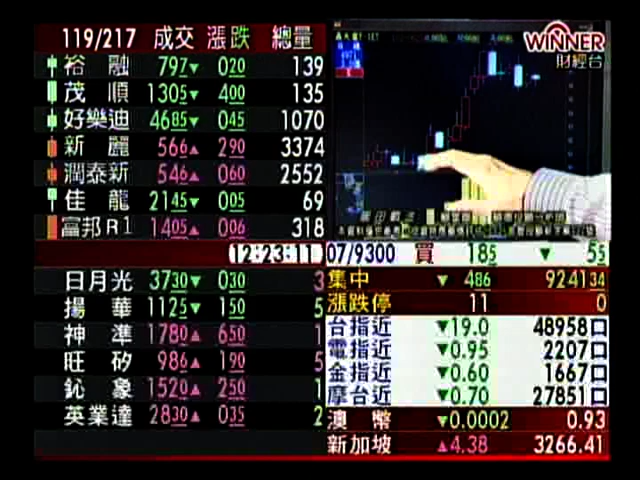 119/217 成交 漲跌 總量
裕融 797▼ 020 139
茂順 1305▼ 400 135
好樂迪 4685▼ 045 1070
新麗 566▲ 290 3374
潤泰新 546▲ 060 2552
佳龍 2145▼ 005 69
富邦R1 1405▲ 006 318
WINNER
財經台
12:23:11 07/9300 買 185 ▼ 55
日月光 3730▼ 030 3
揚華 1125▼ 150 5
神準 1780▲ 650 1
旺矽 986▲ 190 5
鈊象 1520▲ 250 1
英業達 2830▲ 035 2
集中 ▼ 486 924134
漲跌停 11 0
台指近 ▼19.0 48958口
電指近 ▼0.95 2207口
金指近 ▼0.60 1667口
摩台近 ▼0.70 27851口
澳幣 ▼0.0002 0.93
新加坡 ▲4.38 3266.41